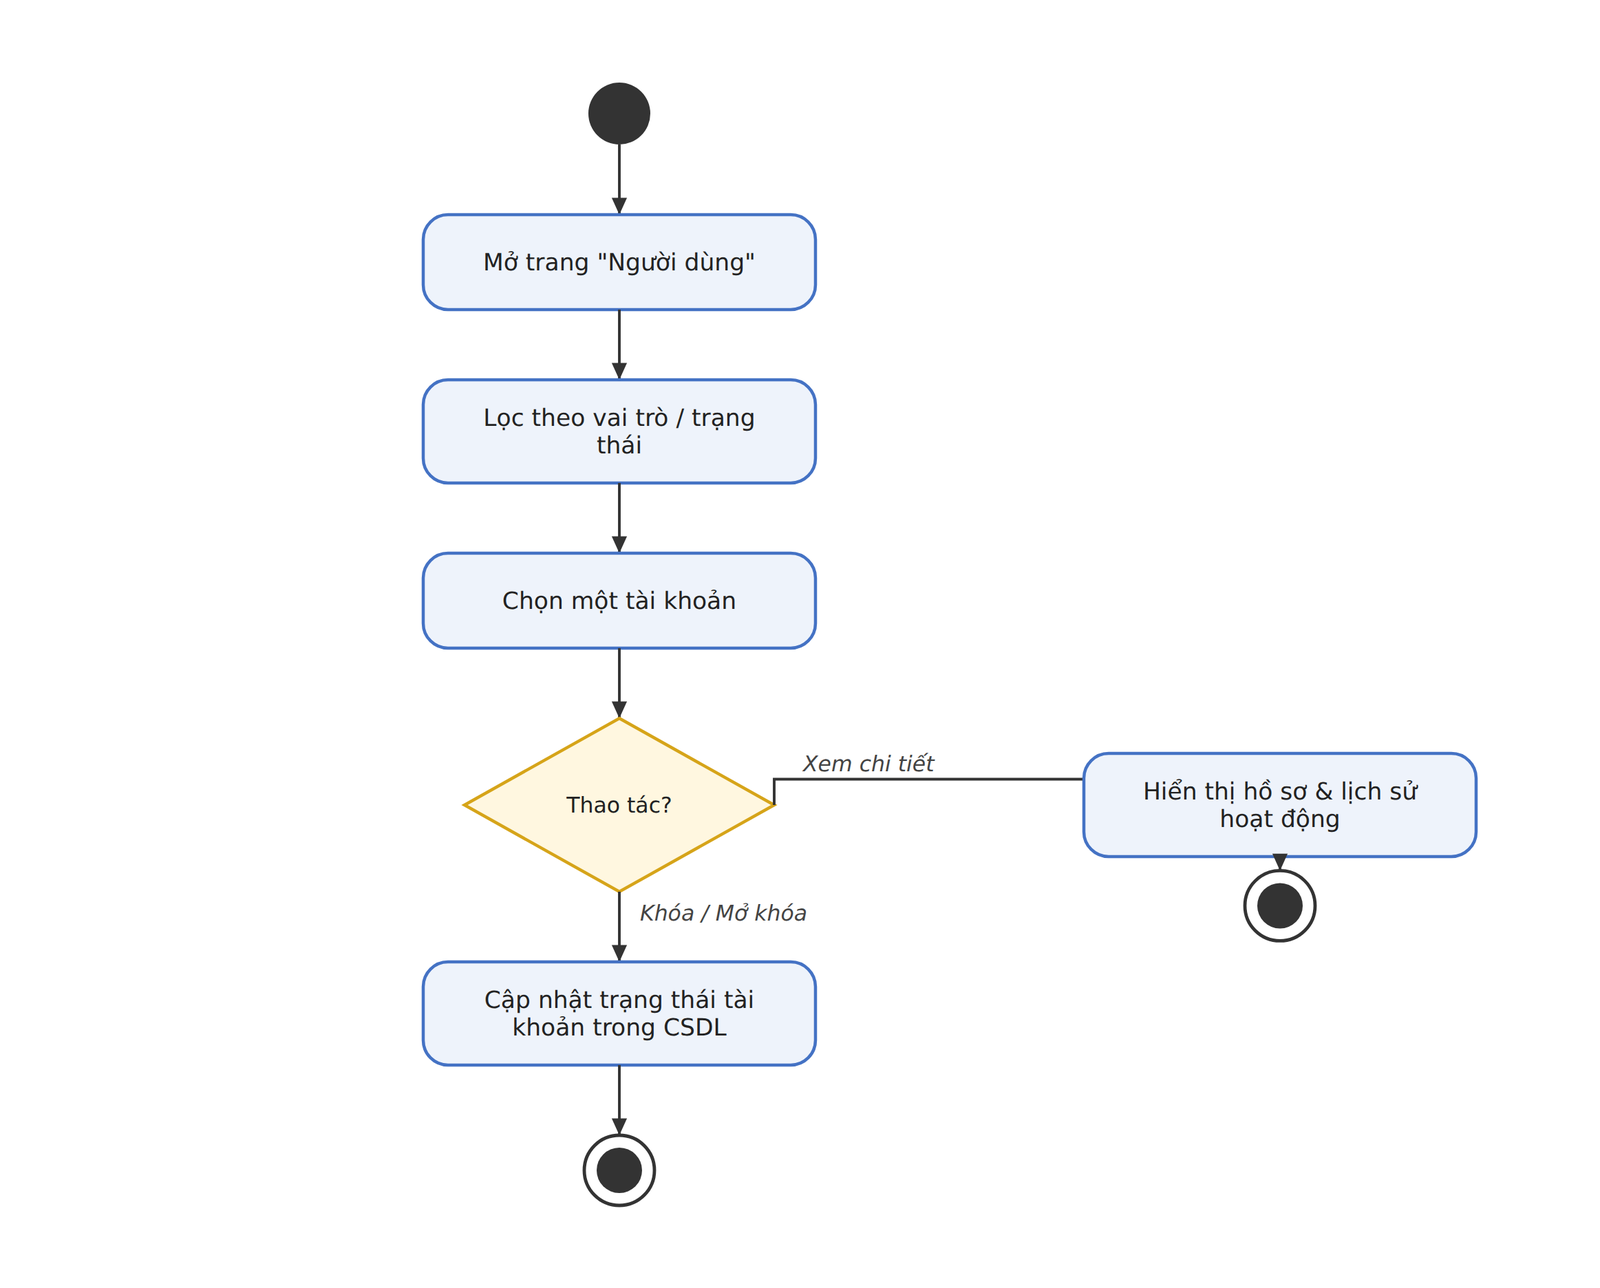 Mở trang "Người dùng"
Lọc theo vai trò / trạng
thái
Chọn một tài khoản
Thao tác?
Xem chi tiết
Hiển thị hồ sơ & lịch sử
hoạt động
Khóa / Mở khóa
Cập nhật trạng thái tài
khoản trong CSDL